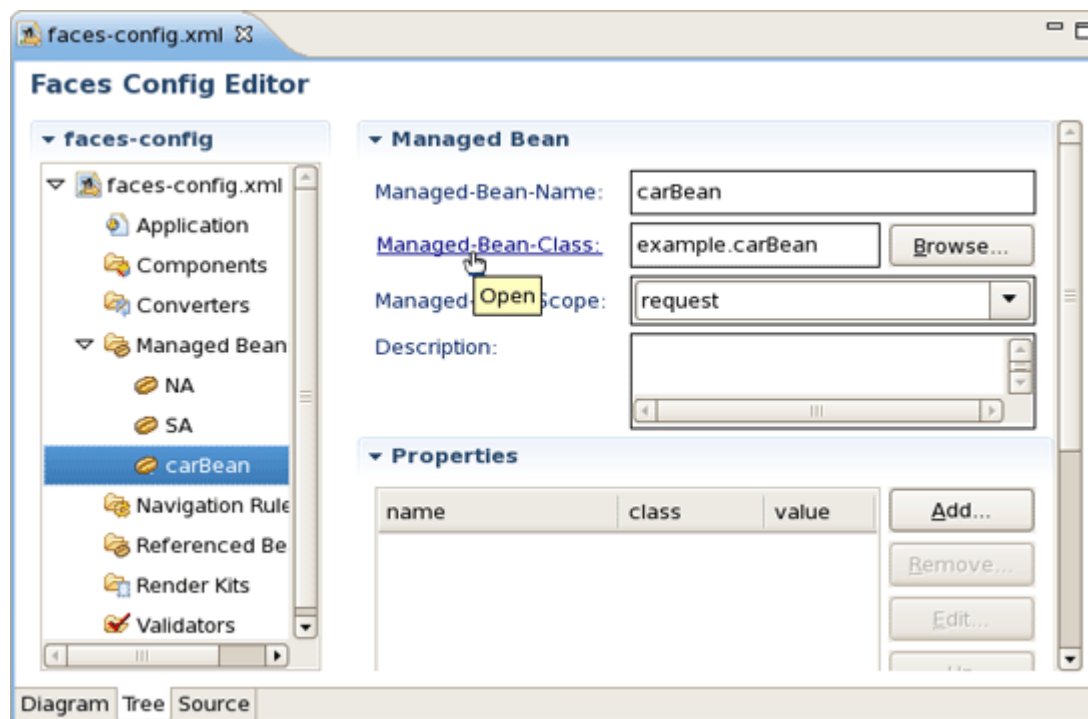 faces-config.xml
Faces Config Editor
faces-config
faces-config.xml
Application
Components
Converters
Managed Bean
NA
SA
carBean
Navigation Rule
Referenced Be
Render Kits
Validators
Managed Bean
Managed-Bean-Name: carBean
Managed-Bean-Class: example.carBean Browse...
Managed- Scope: request
Open
Description:
Properties
name class value Add...
Remove...
Edit...
Diagram Tree Source